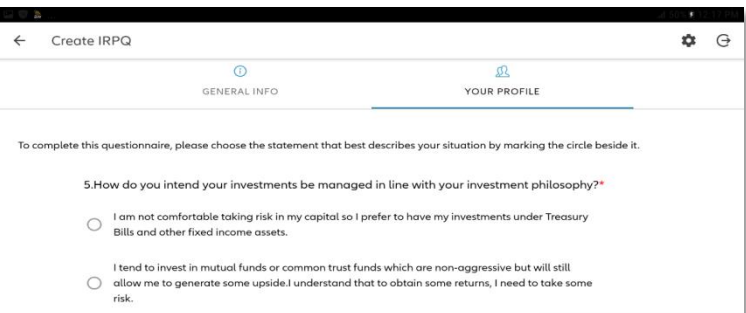 38% 12:17 PM
Create IRPQ
GENERAL INFO
YOUR PROFILE
To complete this questionnaire, please choose the statement that best describes your situation by marking the circle beside it.
5.How do you intend your investments be managed in line with your investment philosophy?*
I am not comfortable taking risk in my capital so I prefer to have my investments under Treasury
Bills and other fixed income assets.
I tend to invest in mutual funds or common trust funds which are non-aggressive but will still
allow me to generate some upside.I understand that to obtain some returns, I need to take some
risk.